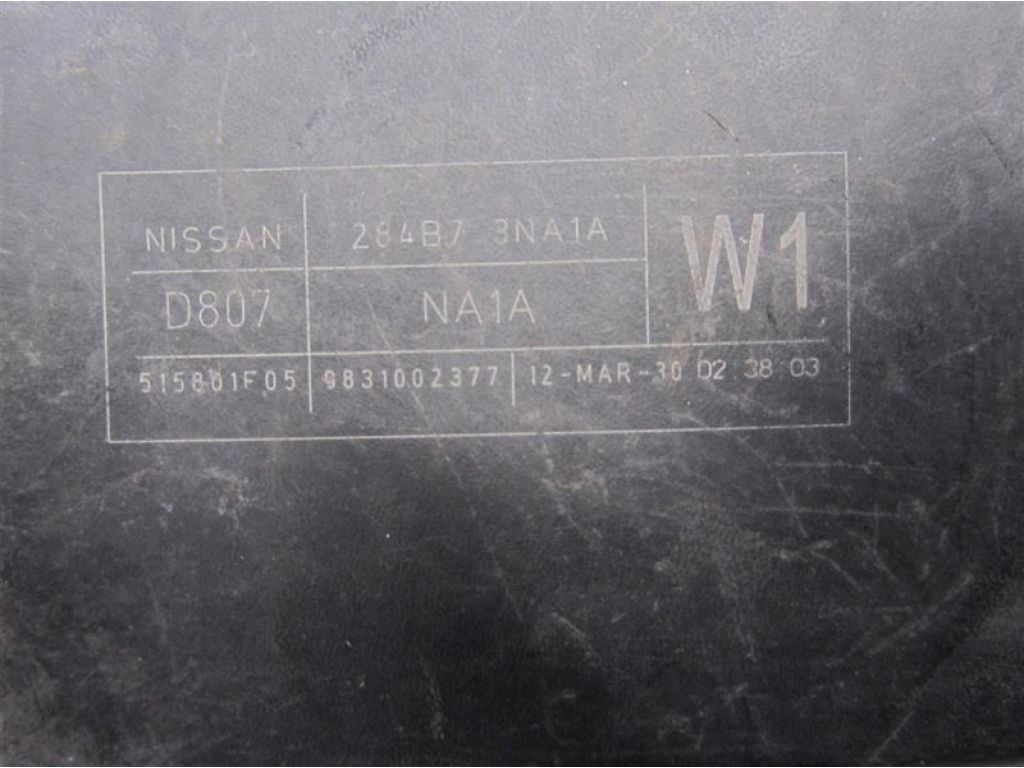 NISSAN 284B7 3NA1A W1
D807 NA1A
515801F05 9831002377 12-MAR-30 02 38 03